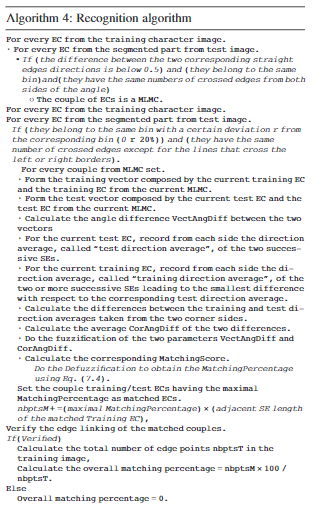 Algorithm 4: Recognition algorithm
For every EC from the training character image.
· For every EC from the segmented part from test image.
• If (the difference between the two corresponding straight
edges directions is below 0.5) and (they belong to the same
bin)and(they have the same numbers of crossed edges from both
sides of the angle)
○ The couple of ECs is a MLMC.
For every EC from the training character image.
For every EC from the segmented part from test image.
If (they belong to the same bin with a certain deviation r from
the corresponding bin (0 r 20%)) and (they have the same
number of crossed edges except for the lines that cross the
left or right borders).
For every couple from MLMC set.
· Form the training vector composed by the current training EC
and the training EC from the current MLMC.
· Form the test vector composed by the current test EC and the
test EC from the current MLMC.
· Calculate the angle difference VectAngDiff between the two
vectors
· For the current test EC, record from each side the direction
average, called "test direction average", of the two succes-
sive SEs.
· For the current training EC, record from each side the di-
rection average, called "training direction average", of the
two or more successive SEs leading to the smallest difference
with respect to the corresponding test direction average.
· Calculate the differences between the training and test di-
rection averages taken from the two corner sides.
· Calculate the average CorAngDiff of the two differences.
· Do the fuzzification of the two parameters VectAngDiff and
CorAngDiff.
· Calculate the corresponding MatchingScore.
Do the Defuzzification to obtain the MatchingPercentage
using Eq. (7.4).
Set the couple training/test ECs having the maximal
MatchingPercentage as matched ECs.
nbptsM+=(maximal MatchingPercentage) × (adjacent SE length
of the matched Training EC),
Verify the edge linking of the matched couples.
If(Verified)
Calculate the total number of edge points nbptsT in the
training image,
Calculate the overall matching percentage = nbptsM × 100 /
nbptsT.
Else
Overall matching percentage = 0.